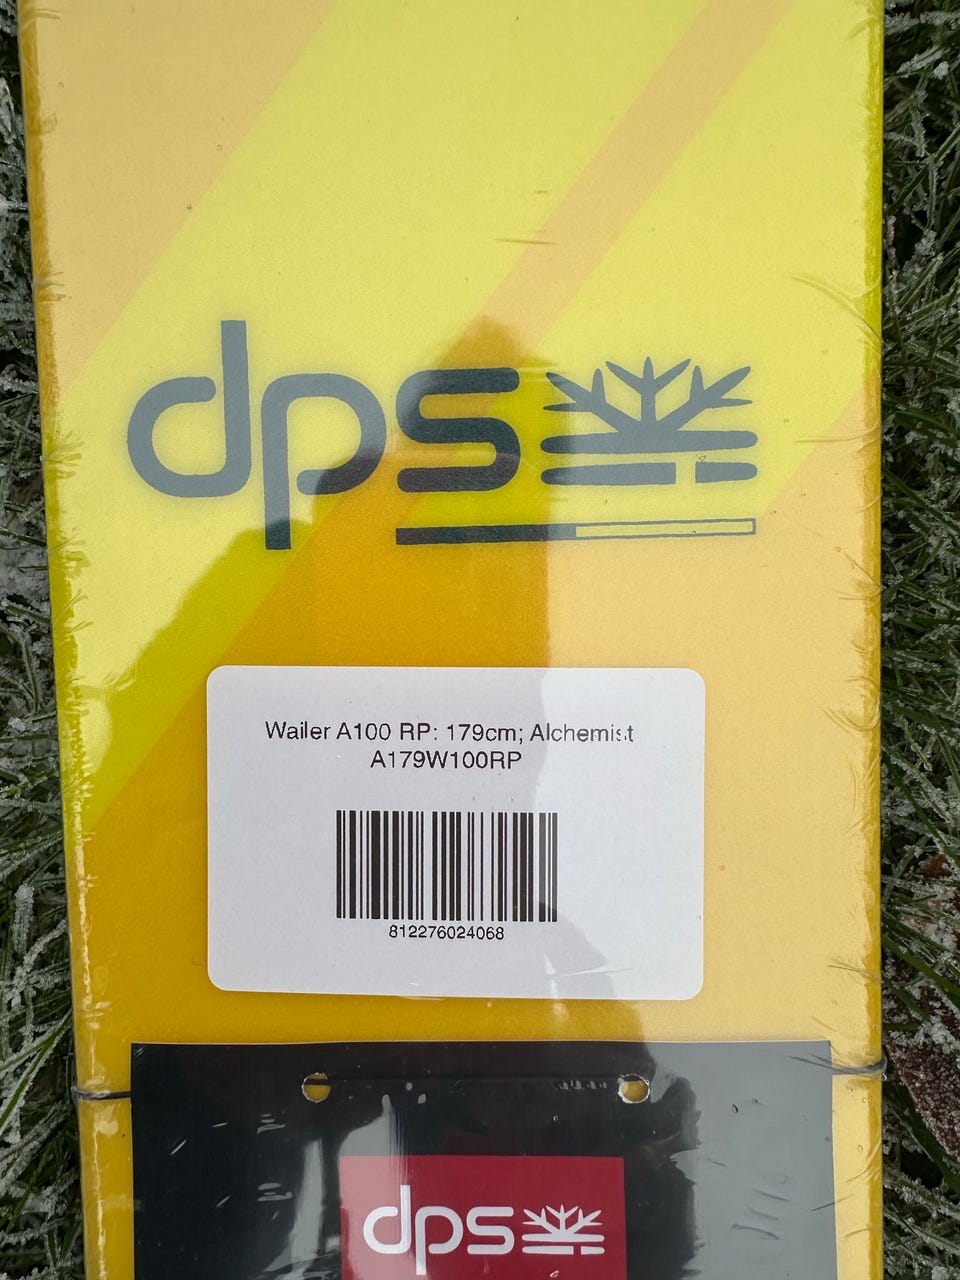 dps
Wailer A100 RP: 179cm; Alchemist
A179W100RP
812276024068
dps